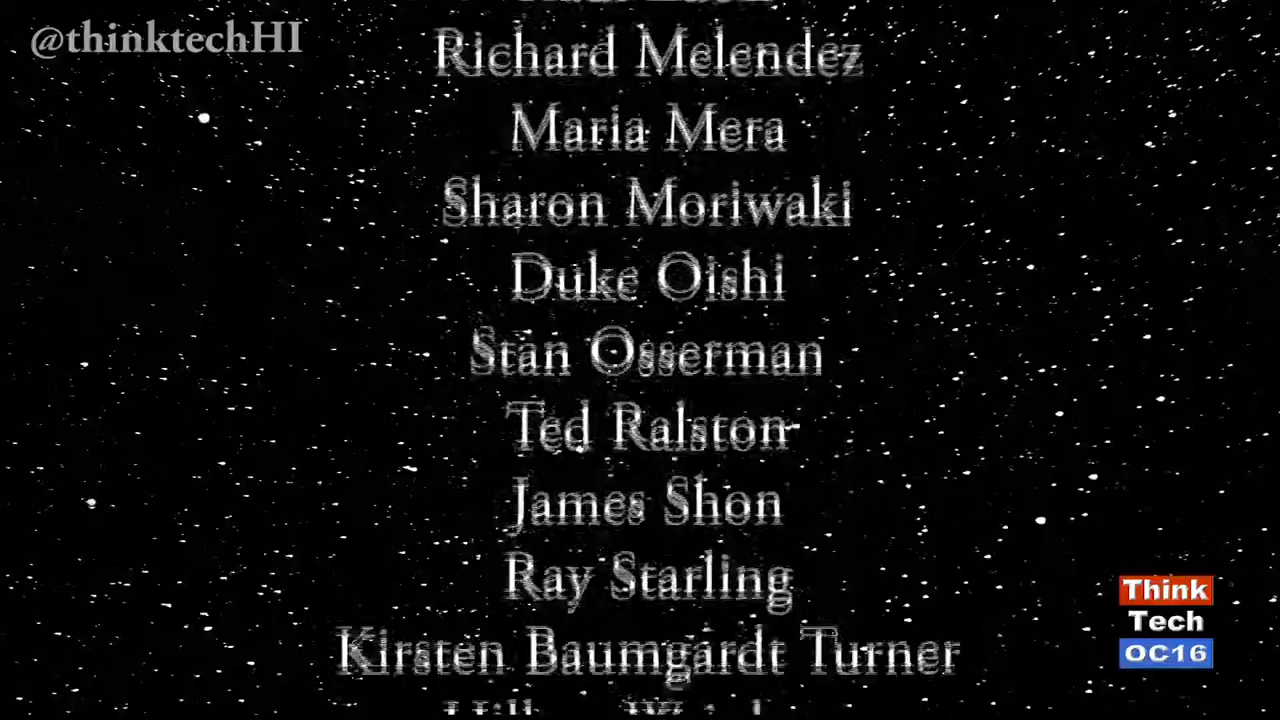 @thinktechHI
Richard Melendez
Maria Mera
Sharon Moriwaki
Duke Oishi
Stan Osserman
Ted Ralston
James Shon
Ray Starling
Kirsten Baumgardt Turner
Think
Tech
OC16